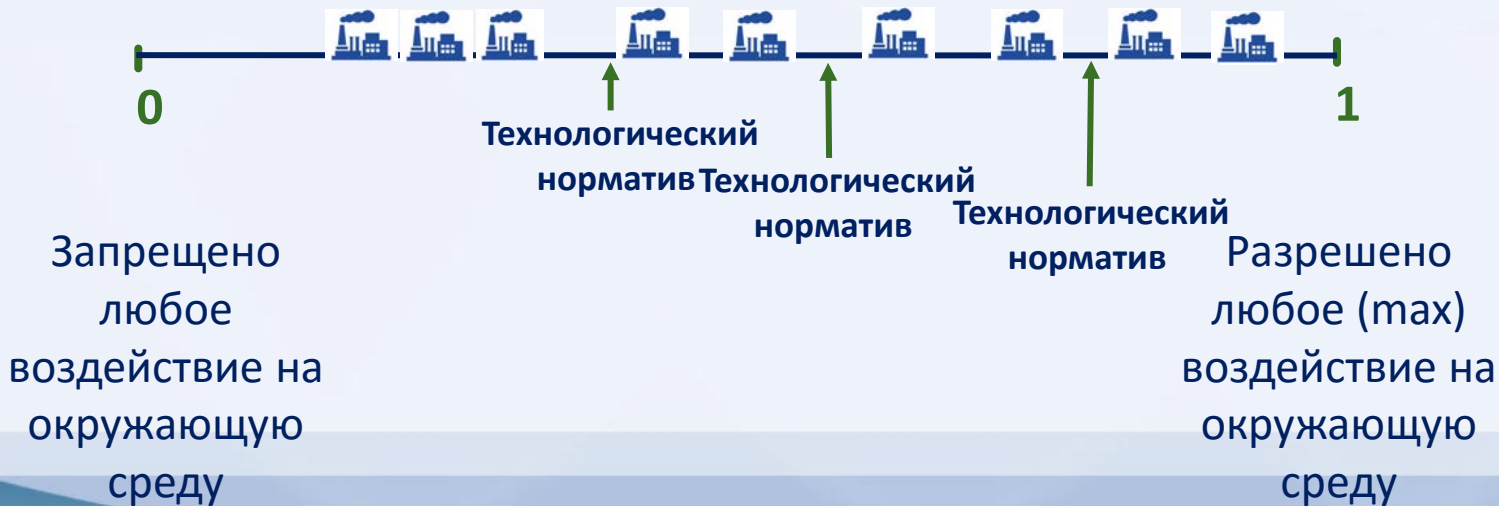 0
1
Технологический
норматив
Технологический
норматив
Технологический
норматив
Запрещено
любое
воздействие на
окружающую
среду
Разрешено
любое (max)
воздействие на
окружающую
среду